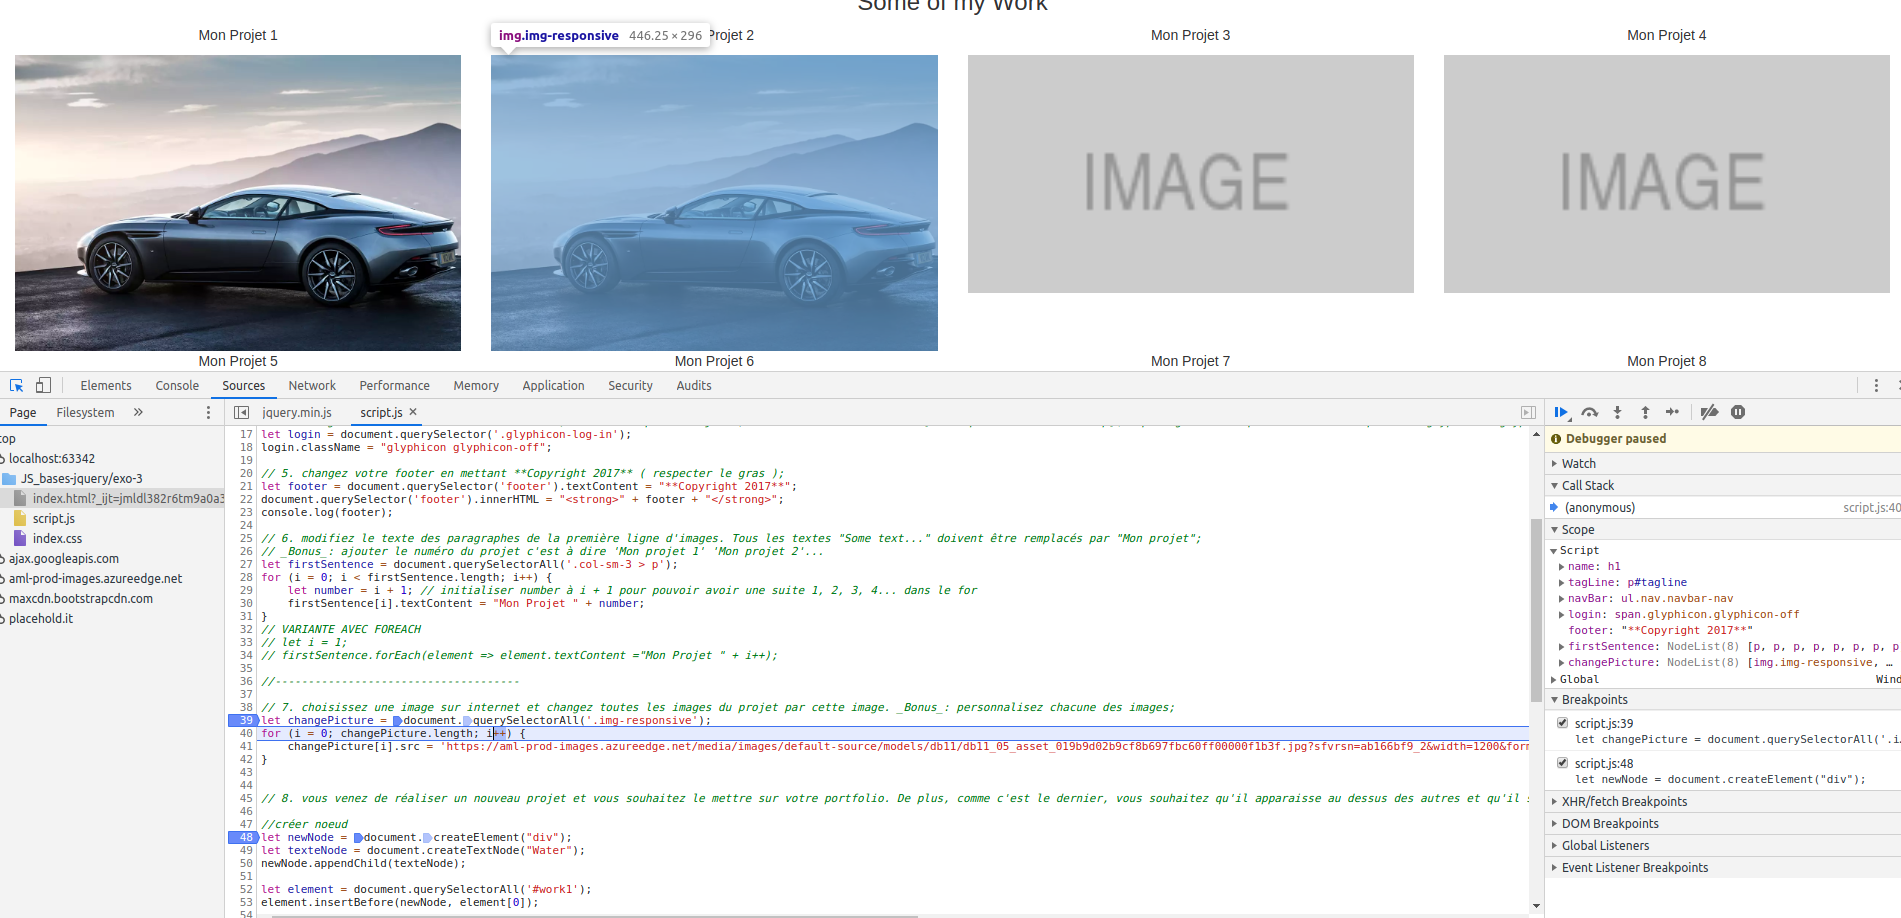 Some of my Work
Mon Projet 1
img.img-responsive 446.25 × 296
Projet 2
Mon Projet 3
Mon Projet 4
IMAGE
IMAGE
Mon Projet 5
Mon Projet 6
Mon Projet 7
Mon Projet 8
Elements Console Sources Network Performance Memory Application Security Audits
Page Filesystem »
top
localhost:63342
JS_bases-jquery/exo-3
index.html?_ijt=jmldl382r6tm9a0a3
script.js
index.css
ajax.googleapis.com
aml-prod-images.azureedge.net
maxcdn.bootstrapcdn.com
placehold.it
jquery.min.js script.js ×
17 let login = document.querySelector('.glyphicon-log-in');
18 login.className = "glyphicon glyphicon-off";
19
20 // 5. changez votre footer en mettant **Copyright 2017** ( respecter le gras );
21 let footer = document.querySelector('footer').textContent = "**Copyright 2017**";
22 document.querySelector('footer').innerHTML = "<strong>" + footer + "</strong>";
23 console.log(footer);
24
25 // 6. modifiez le texte des paragraphes de la première ligne d'images. Tous les textes "Some text..." doivent être remplacés par "Mon projet";
26 // _Bonus_: ajouter le numéro du projet c'est à dire 'Mon projet 1' 'Mon projet 2'...
27 let firstSentence = document.querySelectorAll('.col-sm-3 > p');
28 for (i = 0; i < firstSentence.length; i++) {
29 let number = i + 1; // initialiser number à i + 1 pour pouvoir avoir une suite 1, 2, 3, 4... dans le for
30 firstSentence[i].textContent = "Mon Projet " + number;
31 }
32 // VARIANTE AVEC FOREACH
33 // let i = 1;
34 // firstSentence.forEach(element => element.textContent ="Mon Projet " + i++);
35
36 //-------------------------------------
37
38 // 7. choisissez une image sur internet et changez toutes les images du projet par cette image. _Bonus_: personnalisez chacune des images;
39 let changePicture = document.querySelectorAll('.img-responsive');
40 for (i = 0; changePicture.length; i++) {
41 changePicture[i].src = 'https://aml-prod-images.azureedge.net/media/images/default-source/models/db11/db11_05_asset_019b9d02b9cf8b697fbc60ff00000f1b3f.jpg?sfvrsn=ab166bf9_2&width=1200&form
42 }
43
44
45 // 8. vous venez de réaliser un nouveau projet et vous souhaitez le mettre sur votre portfolio. De plus, comme c'est le dernier, vous souhaitez qu'il apparaisse au dessus des autres et qu'il s
46
47 //créer noeud
48 let newNode = document.createElement("div");
49 let texteNode = document.createTextNode("Water");
50 newNode.appendChild(texteNode);
51
52 let element = document.querySelectorAll('#work1');
53 element.insertBefore(newNode, element[0]);
54
Debugger paused
Watch
Call Stack
(anonymous) script.js:40
Scope
Script
name: h1
tagLine: p#tagline
navBar: ul.nav.navbar-nav
login: span.glyphicon.glyphicon-off
footer: "**Copyright 2017**"
firstSentence: NodeList(8) [p, p, p, p, p, p, p, p
changePicture: NodeList(8) [img.img-responsive, …
Global Wind
Breakpoints
script.js:39
let changePicture = document.querySelectorAll('.i
script.js:48
let newNode = document.createElement("div");
XHR/fetch Breakpoints
DOM Breakpoints
Global Listeners
Event Listener Breakpoints